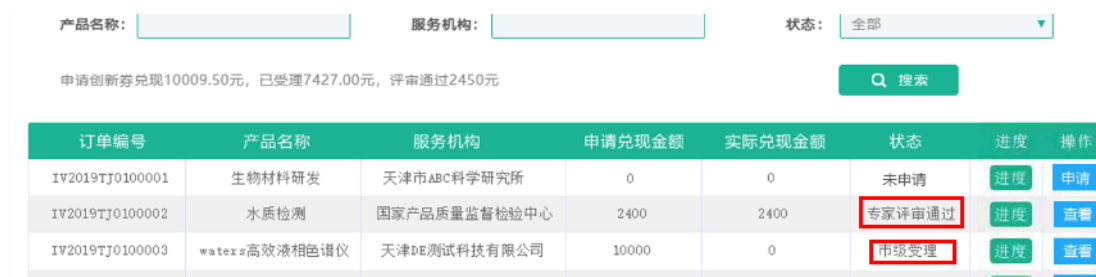 产品名称： 服务机构： 状态： 全部
申请创新券兑现10009.50元，已受理7427.00元，评审通过2450元 搜索
订单编号 产品名称 服务机构 申请兑现金额 实际兑现金额 状态 进度 操作
IV2019TJ0100001 生物材料研发 天津市ABC科学研究所 0 0 未申请 进度 申请
IV2019TJ0100002 水质检测 国家产品质量监督检验中心 2400 2400 专家评审通过 进度 查看
IV2019TJ0100003 waters高效液相色谱仪 天津DE测试科技有限公司 10000 0 市级受理 进度 查看